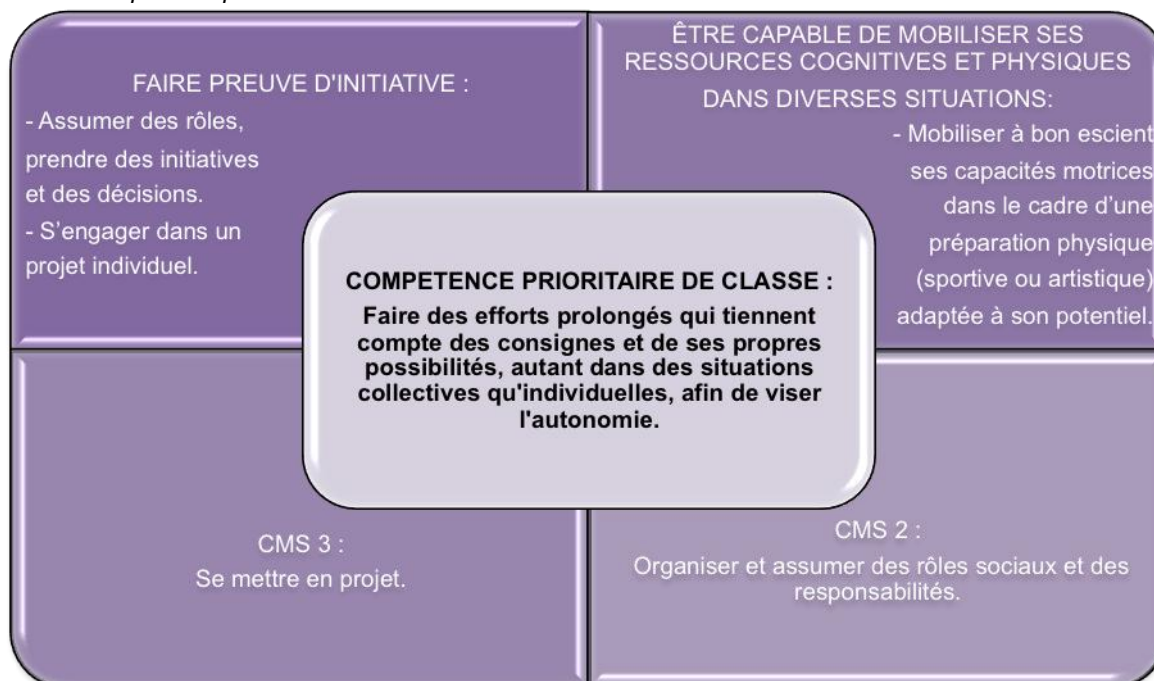 FAIRE PREUVE D'INITIATIVE :
- Assumer des rôles,
prendre des initiatives
et des décisions.
- S’engager dans un
projet individuel.
ÊTRE CAPABLE DE MOBILISER SES
RESSOURCES COGNITIVES ET PHYSIQUES
DANS DIVERSES SITUATIONS:
- Mobiliser à bon escient
ses capacités motrices
dans le cadre d’une
préparation physique
(sportive ou artistique)
adaptée à son potentiel.
COMPETENCE PRIORITAIRE DE CLASSE :
Faire des efforts prolongés qui tiennent
compte des consignes et de ses propres
possibilités, autant dans des situations
collectives qu'individuelles, afin de viser
l'autonomie.
CMS 3 :
Se mettre en projet.
CMS 2 :
Organiser et assumer des rôles sociaux et des
responsabilités.